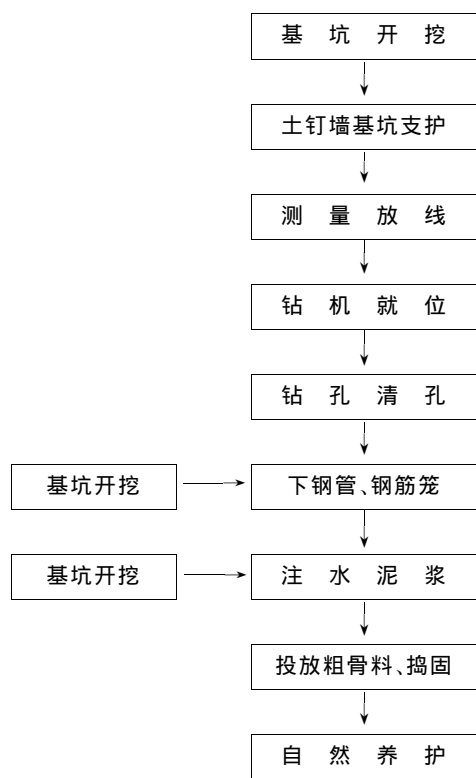 基坑开挖
土钉墙基坑支护
测量放线
钻机就位
钻孔清孔
基坑开挖
下钢管、钢筋笼
基坑开挖
注水泥浆
投放粗骨料、捣固
自然养护